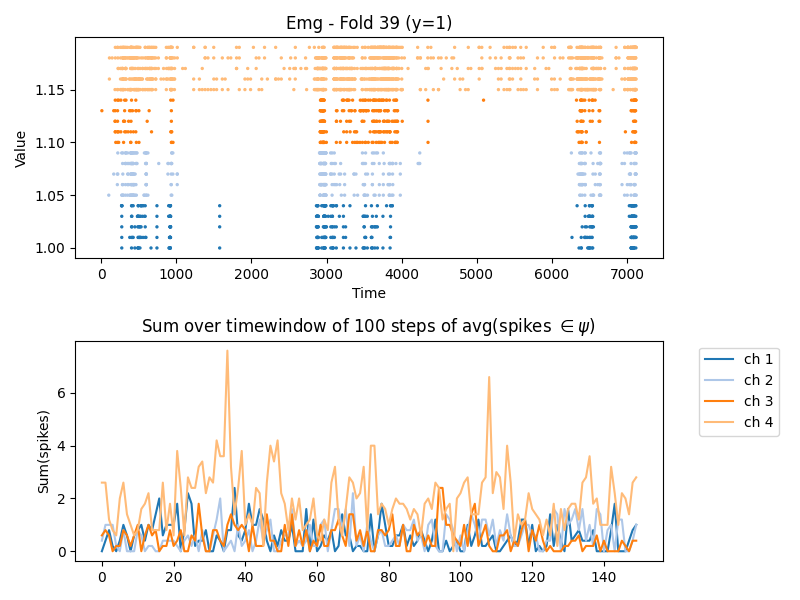 Emg - Fold 39 (y=1)
Value
1.15
1.10
1.05
1.00
0 1000 2000 3000 4000 5000 6000 7000
Time
Sum over timewindow of 100 steps of avg(spikes ∈ ψ)
Sum(spikes)
6
4
2
0
0 20 40 60 80 100 120 140
ch 1
ch 2
ch 3
ch 4